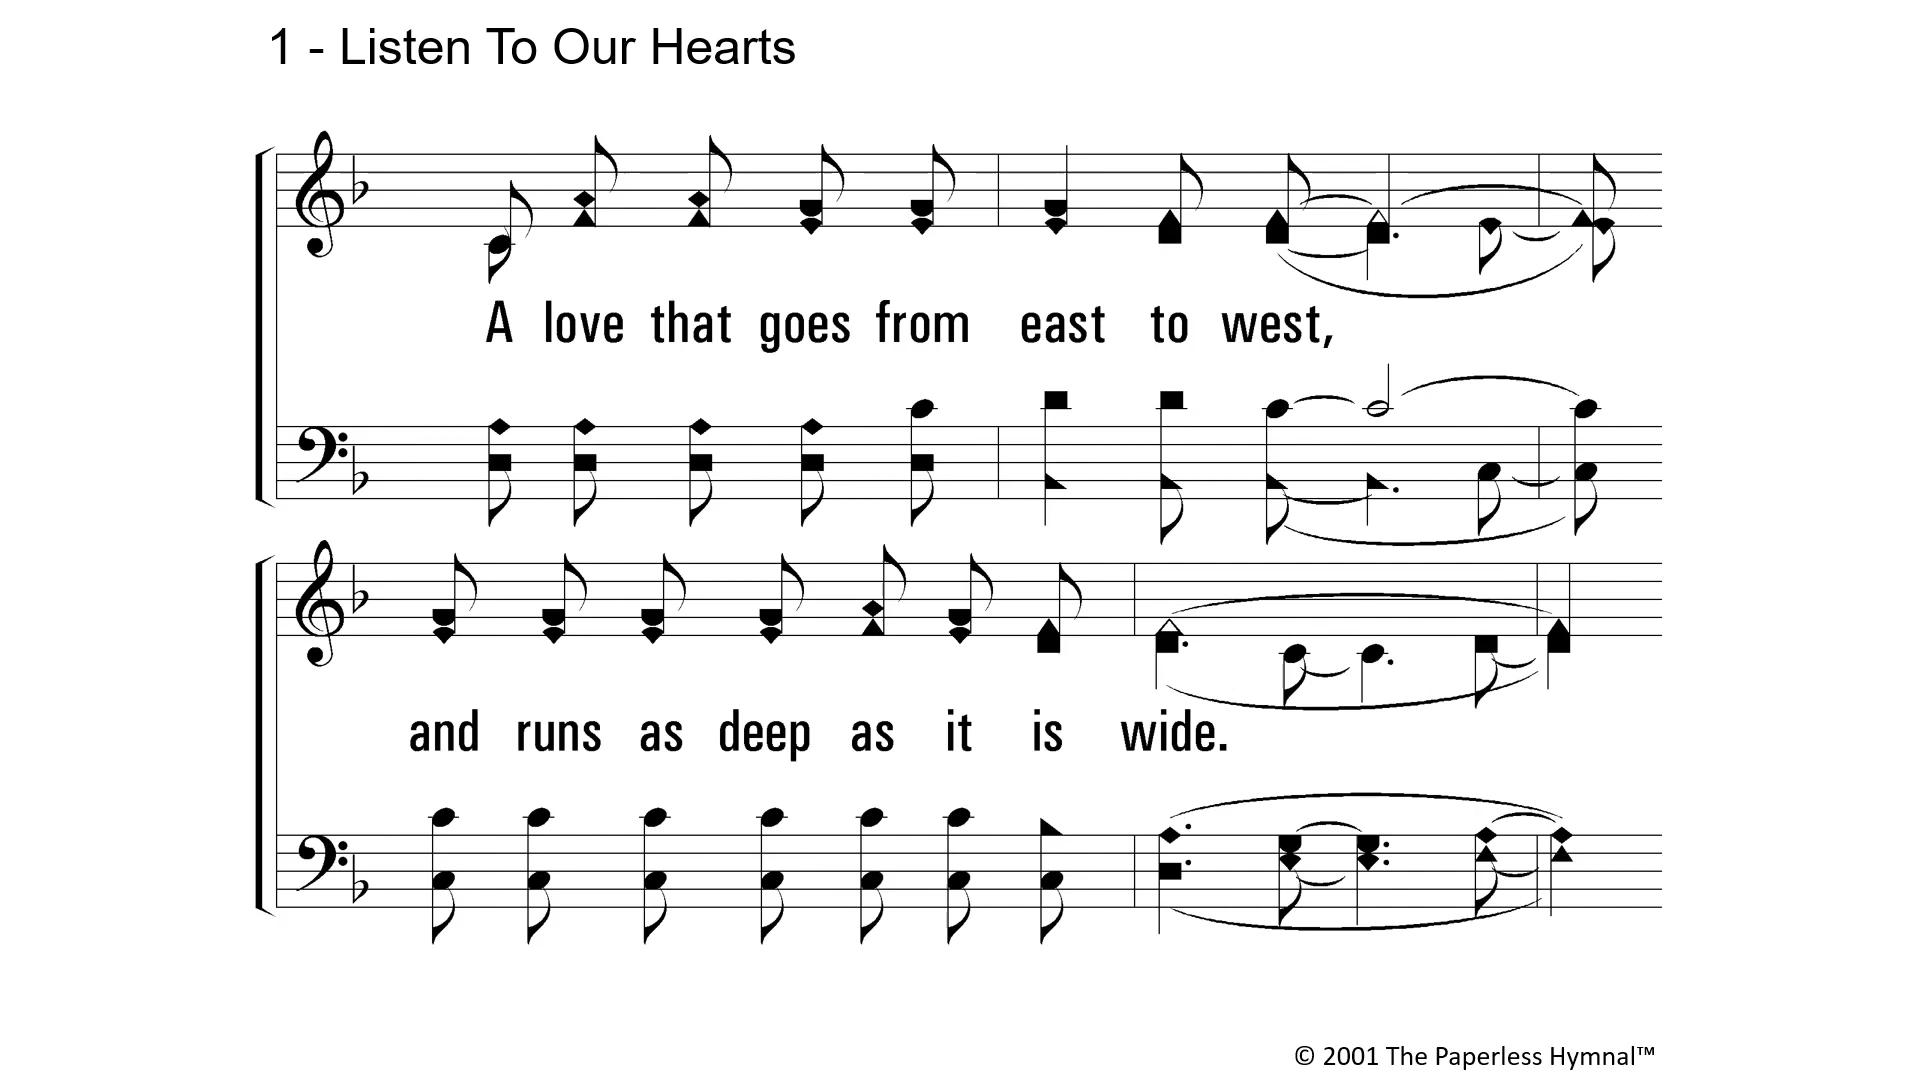 1 - Listen To Our Hearts
A love that goes from east to west,
and runs as deep as it is wide.
© 2001 The Paperless Hymnal™